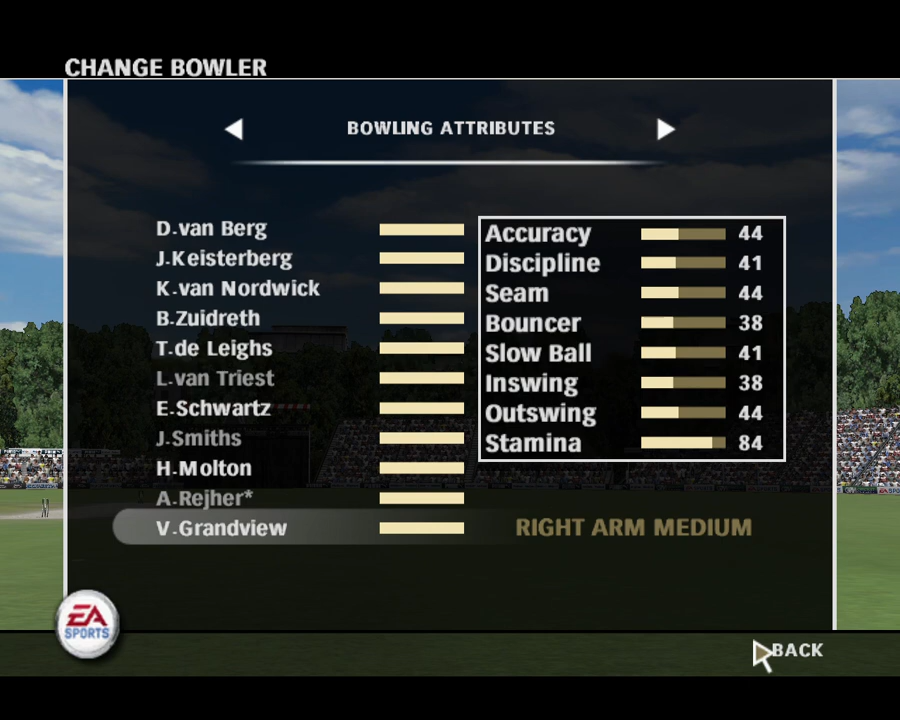 CHANGE BOWLER
BOWLING ATTRIBUTES
D.van Berg
J.Keisterberg
K.van Nordwick
B.Zuidreth
T.de Leighs
L.van Triest
E.Schwartz
J.Smiths
H.Molton
A.Rejher*
V.Grandview
Accuracy 44
Discipline 41
Seam 44
Bouncer 38
Slow Ball 41
Inswing 38
Outswing 44
Stamina 84
RIGHT ARM MEDIUM
EA
SPORTS
BACK